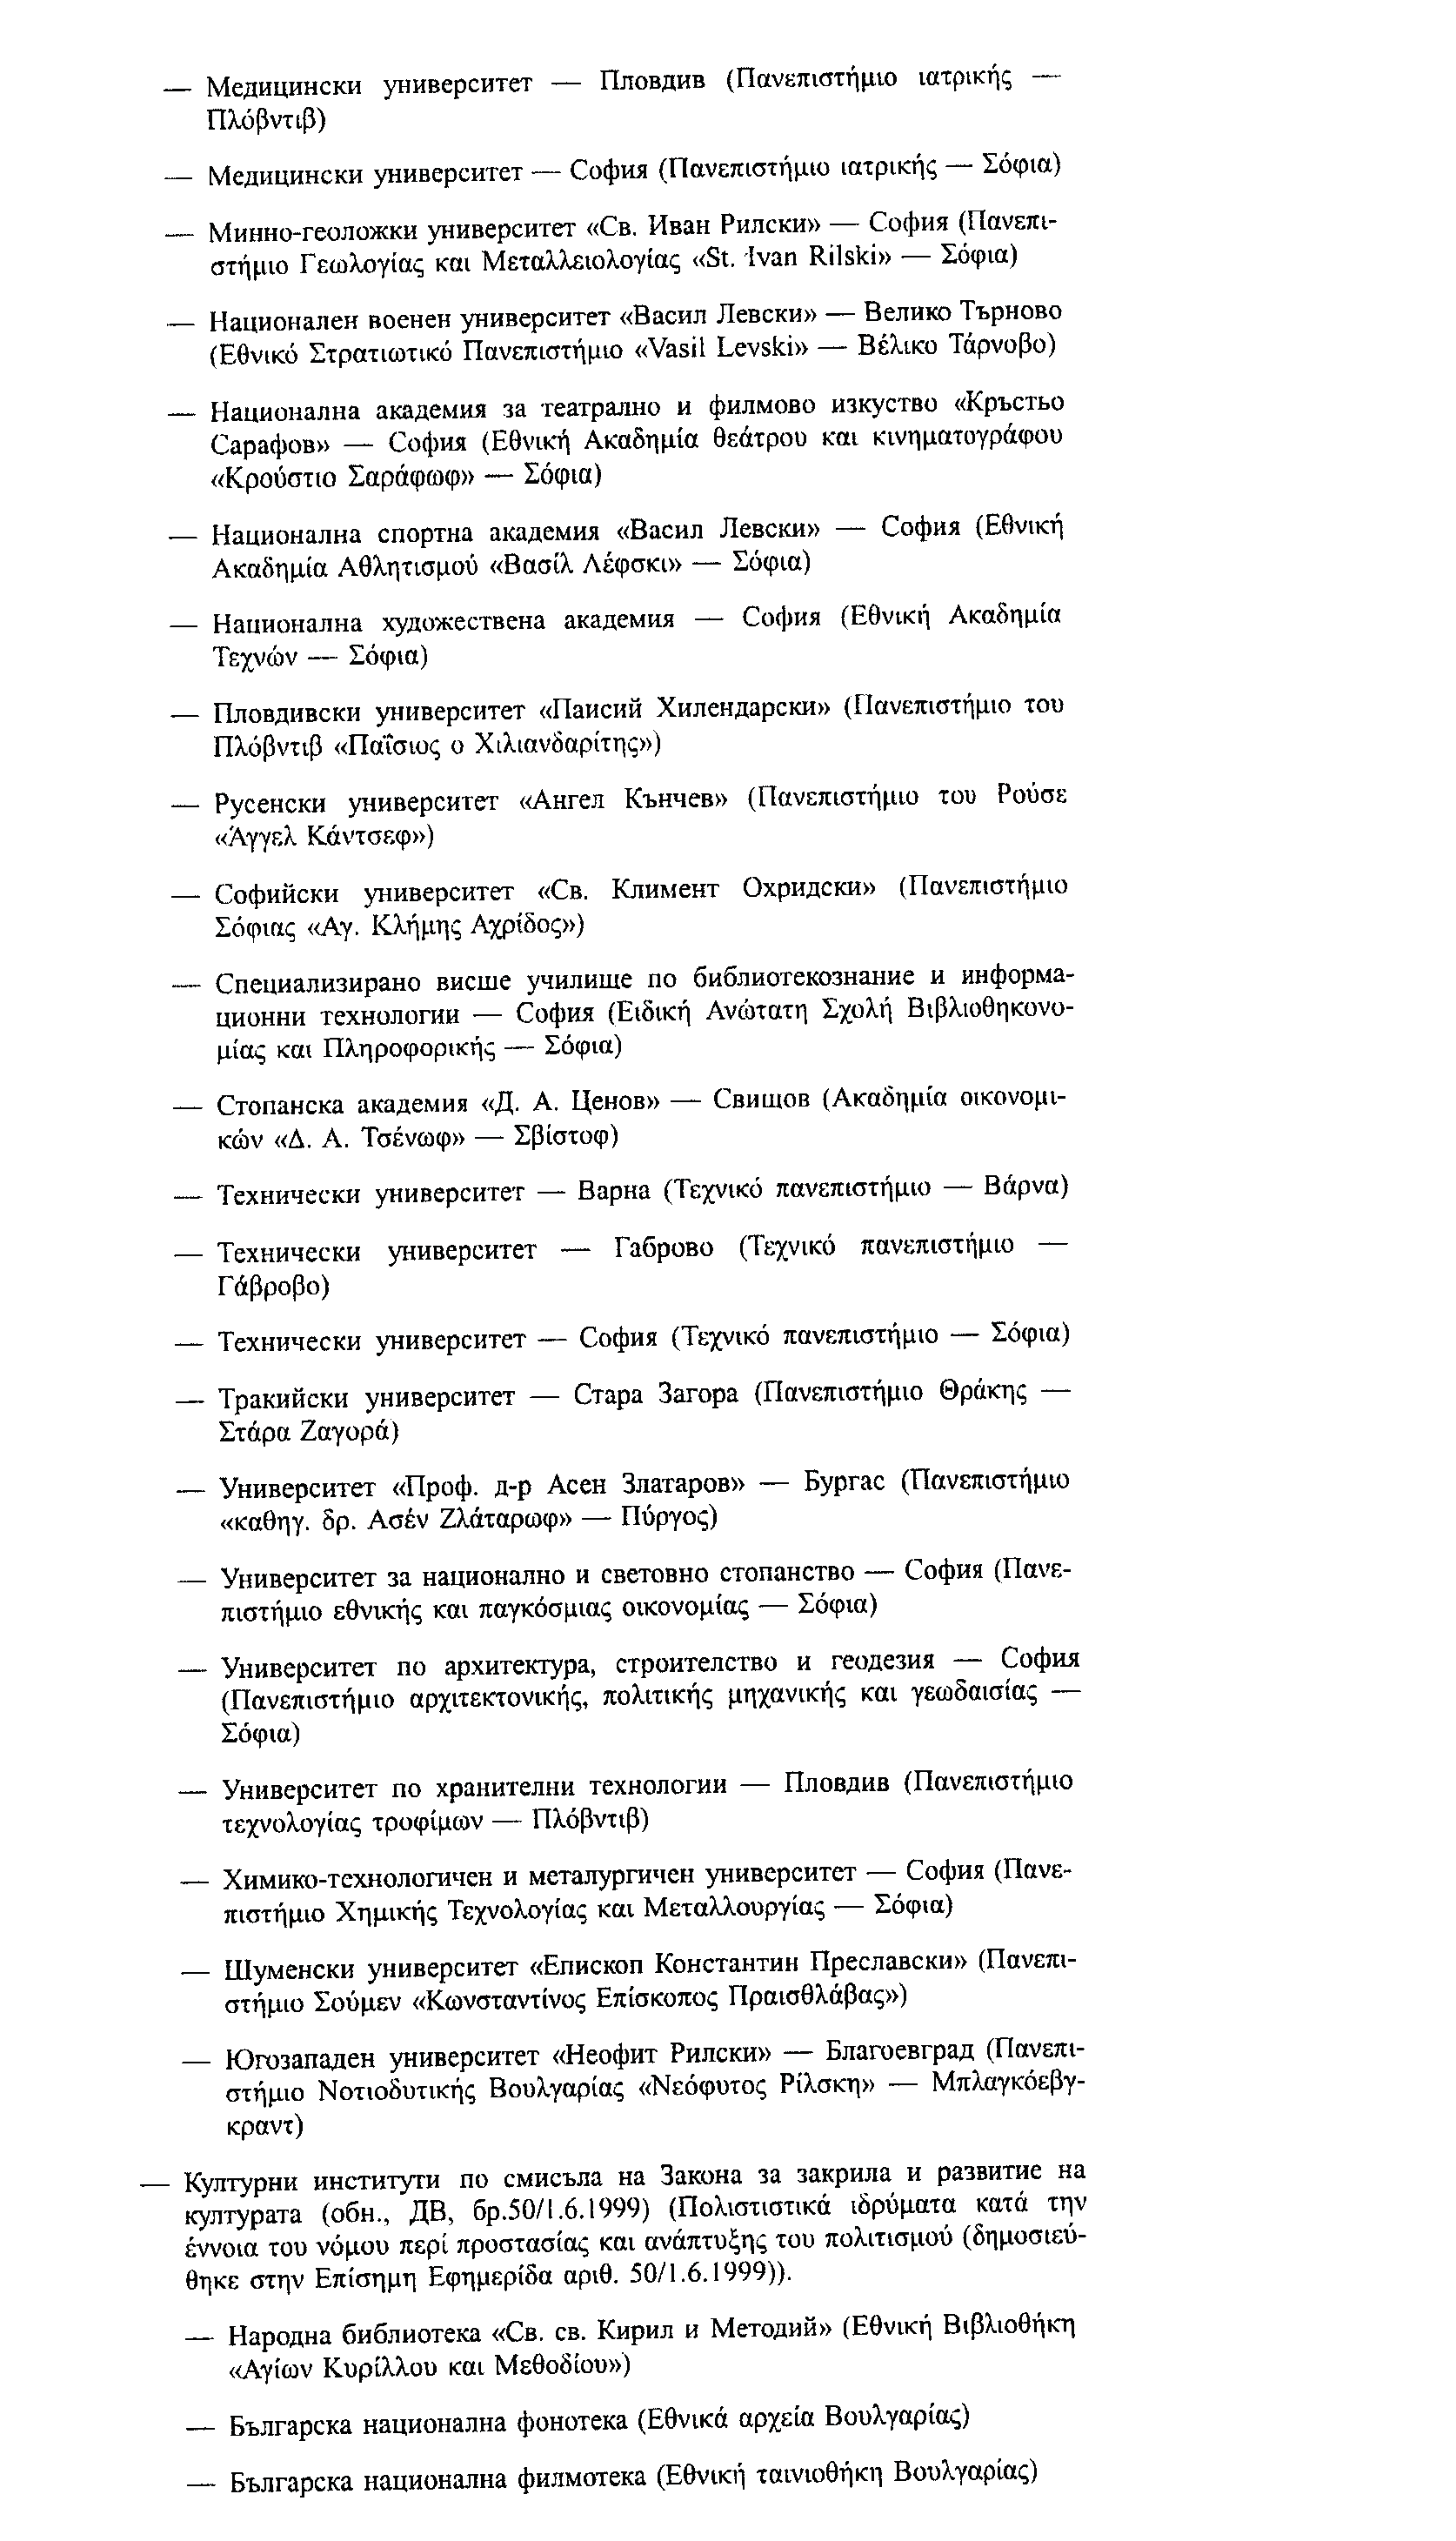 — Медицински университет — Пловдив (Πανεπιστήμιο ιατρικής —
Πλόβντιβ)
— Медицински университет — София (Πανεπιστήμιο ιατρικής — Σόφια)
— Минно-геоложки университет «Св. Иван Рилски» — София (Πανεπι-
στήμιο Γεωλογίας και Μεταλλειολογίας «St. Ivan Rilski» — Σόφια)
— Национален военен университет «Васил Левски» — Велико Търново
(Εθνικό Στρατιωτικό Πανεπιστήμιο «Vasil Levski» — Βέλικο Τάρνοβο)
— Национална академия за театрално и филмово изкуство «Кръстьо
Сарафов» — София (Εθνική Ακαδημία θεάτρου και κινηματογράφου
«Κρούστιο Σαράφωφ» — Σόφια)
— Национална спортна академия «Васил Левски» — София (Εθνική
Ακαδημία Αθλητισμού «Βασίλ Λέφσκι» — Σόφια)
— Национална художествена академия — София (Εθνική Ακαδημία
Τεχνών — Σόφια)
— Пловдивски университет «Паисий Хилендарски» (Πανεπιστήμιο του
Πλόβντιβ «Παΐσιος ο Χιλιανδαρίτης»)
— Русенски университет «Ангел Кънчев» (Πανεπιστήμιο του Ρούσε
«Άγγελ Κάντσεφ»)
— Софийски университет «Св. Климент Охридски» (Πανεπιστήμιο
Σόφιας «Αγ. Κλήμης Αχρίδος»)
— Специализирано висше училище по библиотекознание и информа-
ционни технологии — София (Ειδική Ανώτατη Σχολή Βιβλιοθηκονο-
μίας και Πληροφορικής — Σόφια)
— Стопанска академия «Д. А. Ценов» — Свищов (Ακαδημία οικονομι-
κών «Δ. Α. Τσένωφ» — Σβίστοφ)
— Технически университет — Варна (Τεχνικό πανεπιστήμιο — Βάρνα)
— Технически университет — Габрово (Τεχνικό πανεπιστήμιο —
Γάβροβο)
— Технически университет — София (Τεχνικό πανεπιστήμιο — Σόφια)
— Тракийски университет — Стара Загора (Πανεπιστήμιο Θράκης —
Στάρα Ζαγορά)
— Университет «Проф. д-р Асен Златаров» — Бургас (Πανεπιστήμιο
«καθηγ. δρ. Ασέν Ζλάταρωφ» — Πύργος)
— Университет за национално и световно стопанство — София (Πανε-
πιστήμιο εθνικής και παγκόσμιας οικονομίας — Σόφια)
— Университет по архитектура, строителство и геодезия — София
(Πανεπιστήμιο αρχιτεκτονικής, πολιτικής μηχανικής και γεωδαισίας —
Σόφια)
— Университет по хранителни технологии — Пловдив (Πανεπιστήμιο
τεχνολογίας τροφίμων — Πλόβντιβ)
— Химико-технологичен и металургичен университет — София (Πανε-
πιστήμιο Χημικής Τεχνολογίας και Μεταλλουργίας — Σόφια)
— Шуменски университет «Епископ Константин Преславски» (Πανεπι-
στήμιο Σούμεν «Κωνσταντίνος Επίσκοπος Πραισθλάβας»)
— Югозападен университет «Неофит Рилски» — Благоевград (Πανεπι-
στήμιο Νοτιοδυτικής Βουλγαρίας «Νεόφυτος Ρίλσκη» — Μπλαγκόεβγ-
κραντ)
— Културни институти по смисъла на Закона за закрила и развитие на
културата (обн., ДВ, бр.50/1.6.1999) (Πολιστιστικά ιδρύματα κατά την
έννοια του νόμου περί προστασίας και ανάπτυξης του πολιτισμού (δημοσιεύ-
θηκε στην Επίσημη Εφημερίδα αριθ. 50/1.6.1999)).
— Народна библиотека «Св. св. Кирил и Методий» (Εθνική Βιβλιοθήκη
«Αγίων Κυρίλλου και Μεθοδίου»)
— Българска национална фонотека (Εθνικά αρχεία Βουλγαρίας)
— Българска национална филмотека (Εθνική ταινιοθήκη Βουλγαρίας)